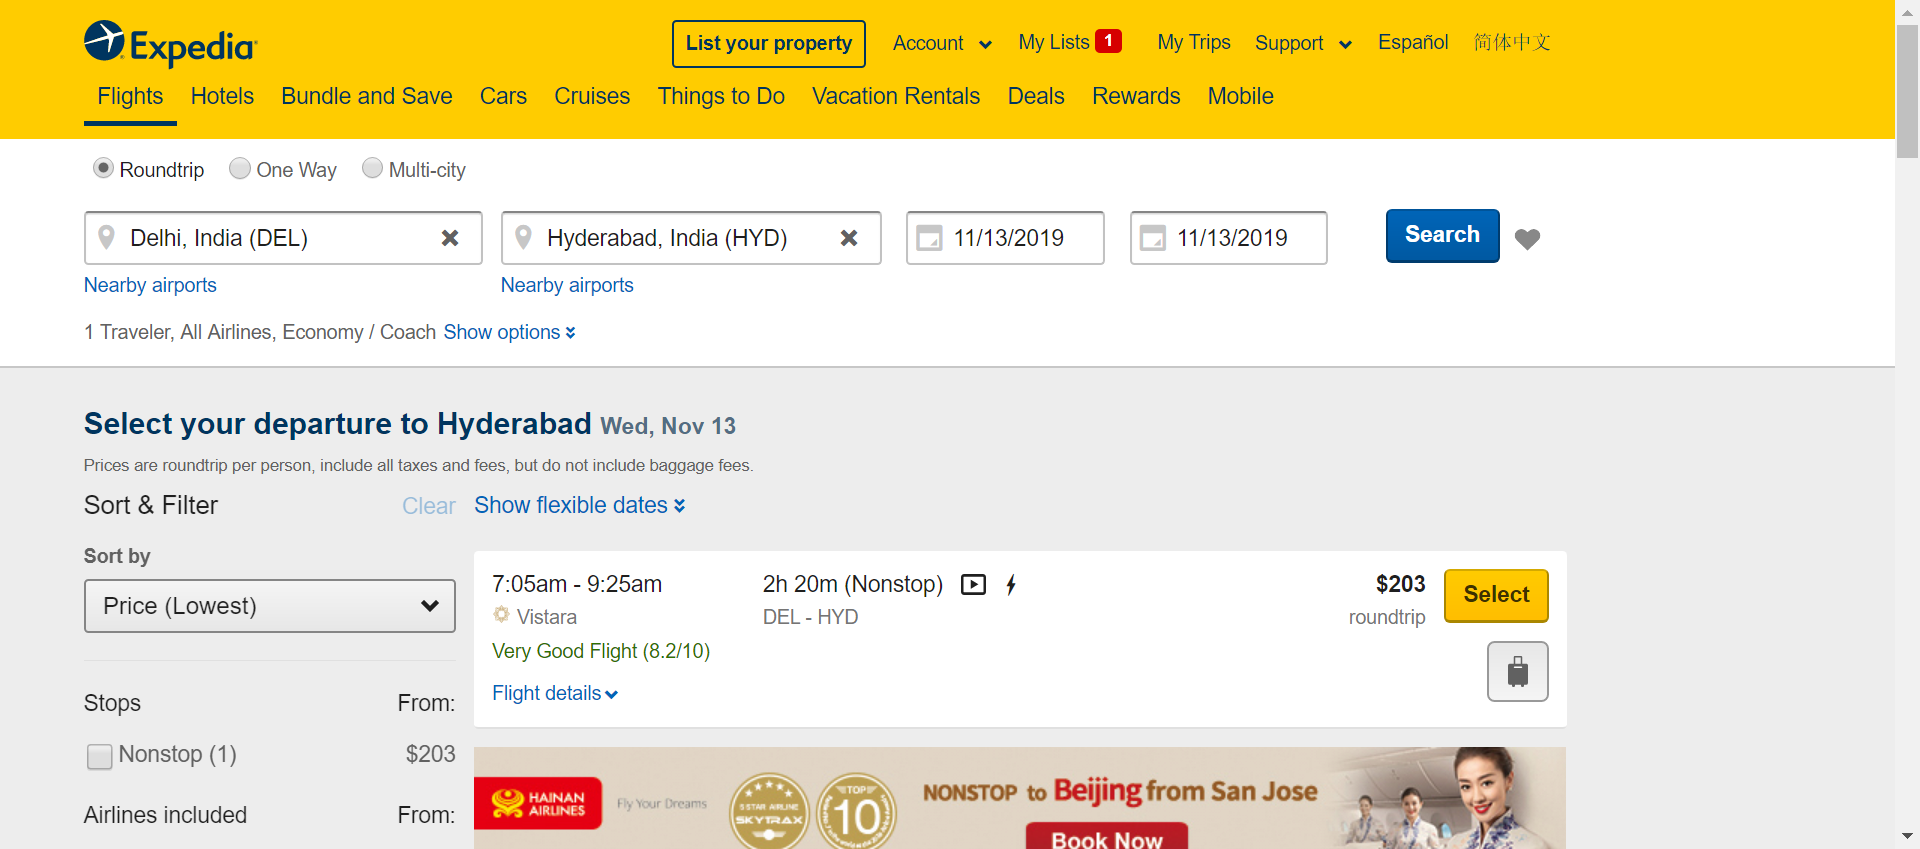 Expedia
List your property
Account
My Lists 1
My Trips
Support
Español
简体中文
Flights
Hotels
Bundle and Save
Cars
Cruises
Things to Do
Vacation Rentals
Deals
Rewards
Mobile
Roundtrip
One Way
Multi-city
Delhi, India (DEL)
Hyderabad, India (HYD)
11/13/2019
11/13/2019
Search
Nearby airports
Nearby airports
1 Traveler, All Airlines, Economy / Coach Show options
Select your departure to Hyderabad Wed, Nov 13
Prices are roundtrip per person, include all taxes and fees, but do not include baggage fees.
Sort & Filter
Clear
Show flexible dates
Sort by
Price (Lowest)
Stops
From:
Nonstop (1)
$203
Airlines included
From:
7:05am - 9:25am
2h 20m (Nonstop)
$203
Select
Vistara
DEL - HYD
roundtrip
Very Good Flight (8.2/10)
Flight details
HAINAN
AIRLINES
Fly Your Dreams
5 STAR AIRLINE
SKYTRAX
TOP
10
NONSTOP to Beijing from San Jose
Book Now